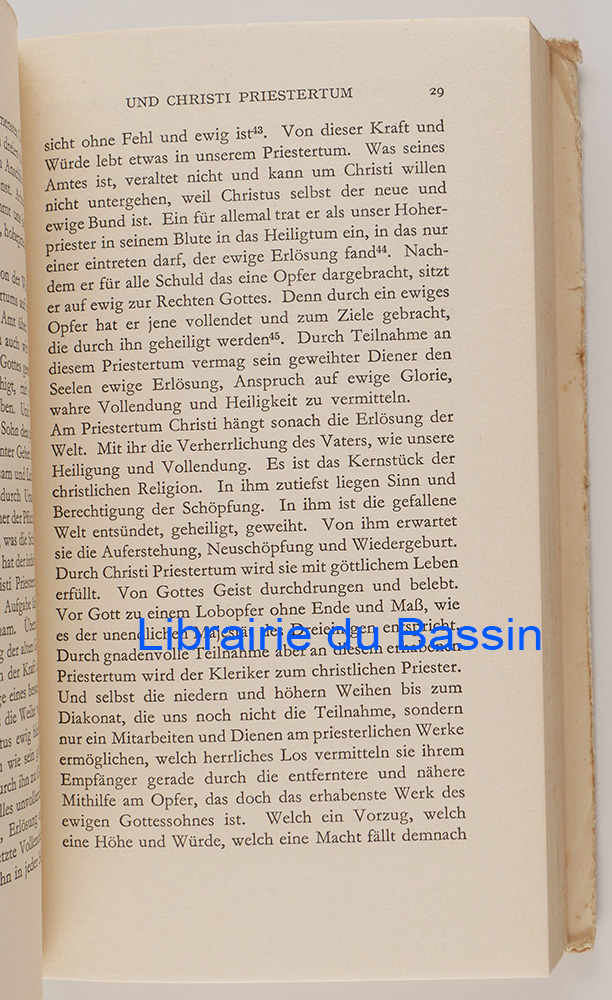 UND CHRISTI PRIESTERTUM 29
sicht ohne Fehl und ewig ist⁴³. Von dieser Kraft und
Würde lebt etwas in unserem Priestertum. Was seines
Amtes ist, veraltet nicht und kann um Christi willen
nicht untergehen, weil Christus selbst der neue und
ewige Bund ist. Ein für allemal trat er als unser Hoher-
priester in seinem Blute in das Heiligtum ein, in das nur
einer eintreten darf, der ewige Erlösung fand⁴⁴. Nach-
dem er für alle Schuld das eine Opfer dargebracht, sitzt
er auf ewig zur Rechten Gottes. Denn durch ein ewiges
Opfer hat er jene vollendet und zum Ziele gebracht,
die durch ihn geheiligt werden⁴⁵. Durch Teilnahme an
diesem Priestertum vermag sein geweihter Diener den
Seelen ewige Erlösung, Anspruch auf ewige Glorie,
wahre Vollendung und Heiligkeit zu vermitteln.
Am Priestertum Christi hängt sonach die Erlösung der
Welt. Mit ihr die Verherrlichung des Vaters, wie unsere
Heiligung und Vollendung. Es ist das Kernstück der
christlichen Religion. In ihm zutiefst liegen Sinn und
Berechtigung der Schöpfung. In ihm ist die gefallene
Welt entsündet, geheiligt, geweiht. Von ihm erwartet
sie die Auferstehung, Neuschöpfung und Wiedergeburt.
Durch Christi Priestertum wird sie mit göttlichem Leben
erfüllt. Von Gottes Geist durchdrungen und belebt.
Vor Gott zu einem Lobopfer ohne Ende und Maß, wie
es der unendlichen Majestät des Dreieinigen entspricht.
Librairie du Bassin
Durch gnadenvolle Teilnahme aber an diesem erhabenen
Priestertum wird der Kleriker zum christlichen Priester.
Und selbst die niedern und höhern Weihen bis zum
Diakonat, die uns noch nicht die Teilnahme, sondern
nur ein Mitarbeiten und Dienen am priesterlichen Werke
ermöglichen, welch herrliches Los vermitteln sie ihrem
Empfänger gerade durch die entferntere und nähere
Mithilfe am Opfer, das doch das erhabenste Werk des
ewigen Gottessohnes ist. Welch ein Vorzug, welch
eine Höhe und Würde, welch eine Macht fällt demnach